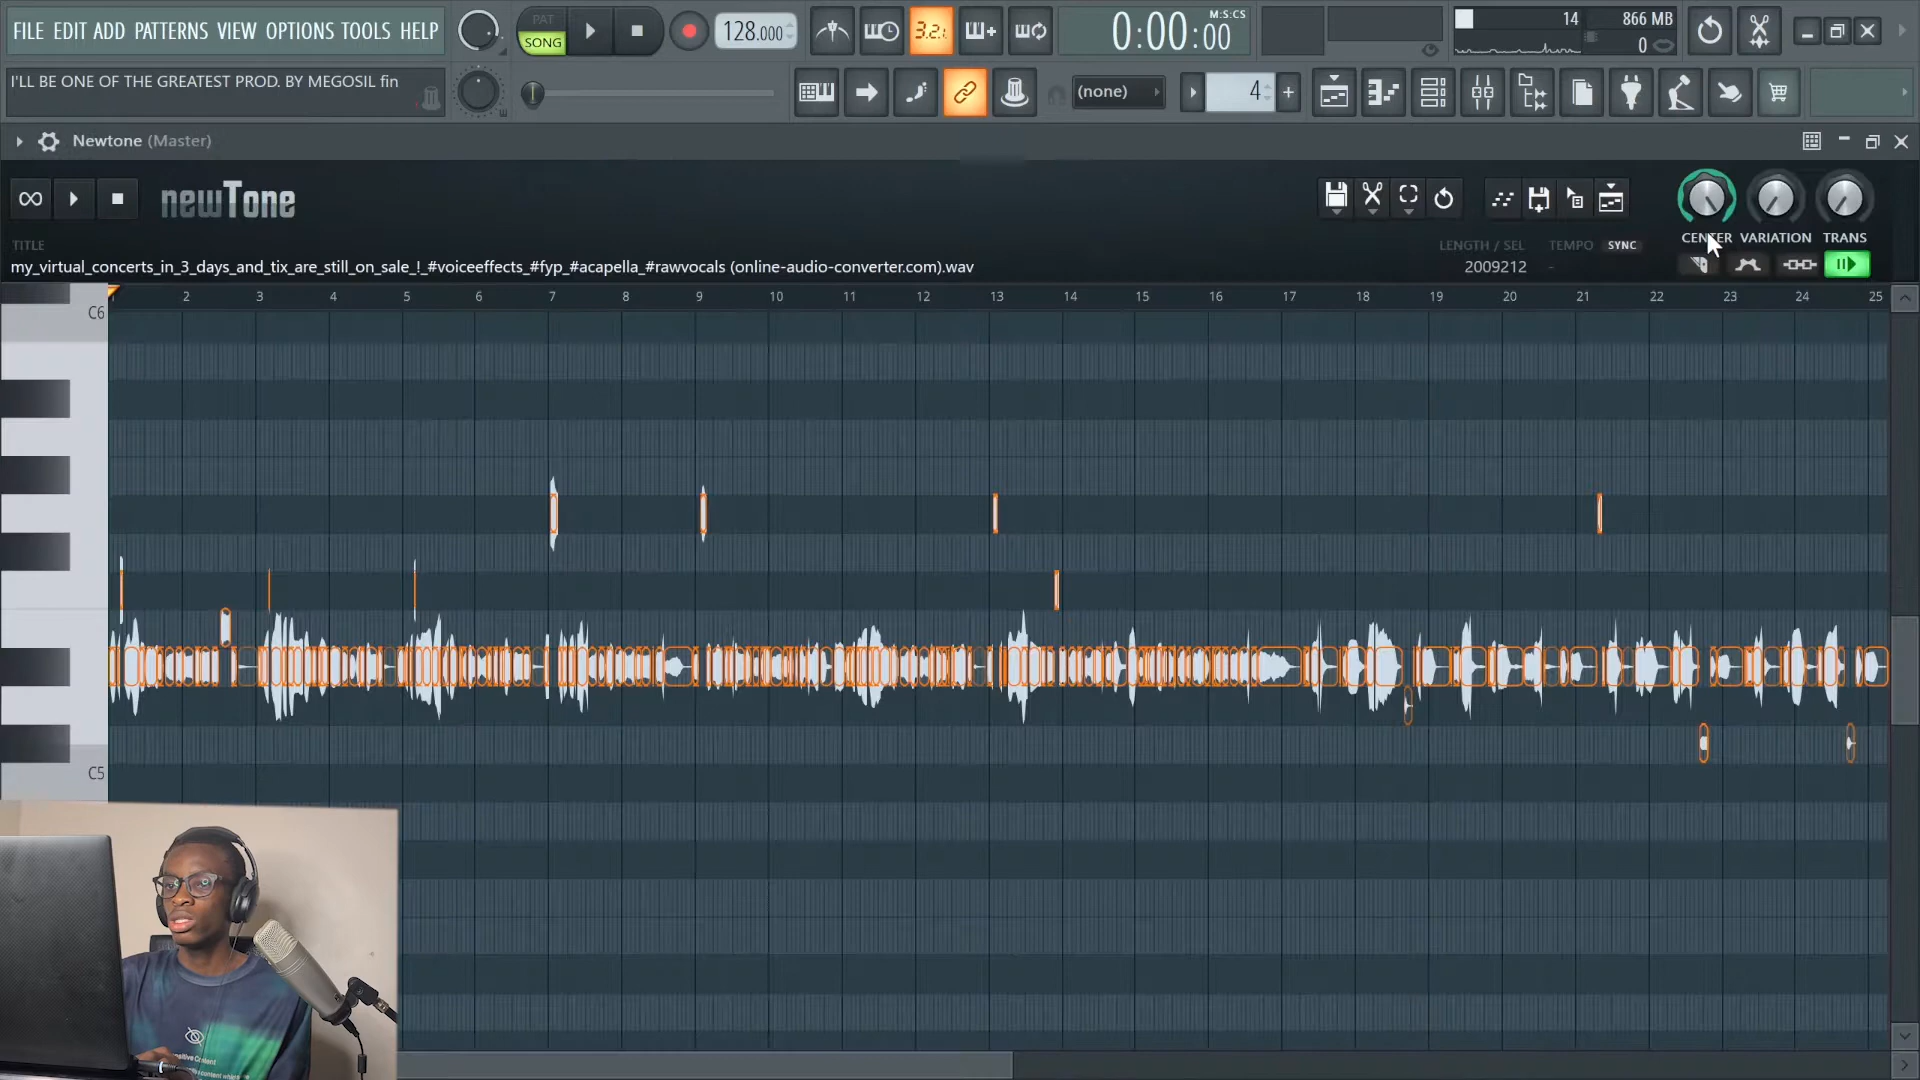 FILE EDIT ADD PATTERNS VIEW OPTIONS TOOLS HELP
PAT
SONG
128.000
3.2.1
M:S:CS
0:00:00
14
866 MB
0
I'LL BE ONE OF THE GREATEST PROD. BY MEGOSIL fin
(none)
4
Newtone (Master)
newTone
CENTER VARIATION TRANS
TITLE
LENGTH / SEL
TEMPO SYNC
my_virtual_concerts_in_3_days_and_tix_are_still_on_sale_!_#voiceeffects_#fyp_#acapella_#rawvocals (online-audio-converter.com).wav
2009212
-
2 3 4 5 6 7 8 9 10 11 12 13 14 15 16 17 18 19 20 21 22 23 24 25
C6
C5